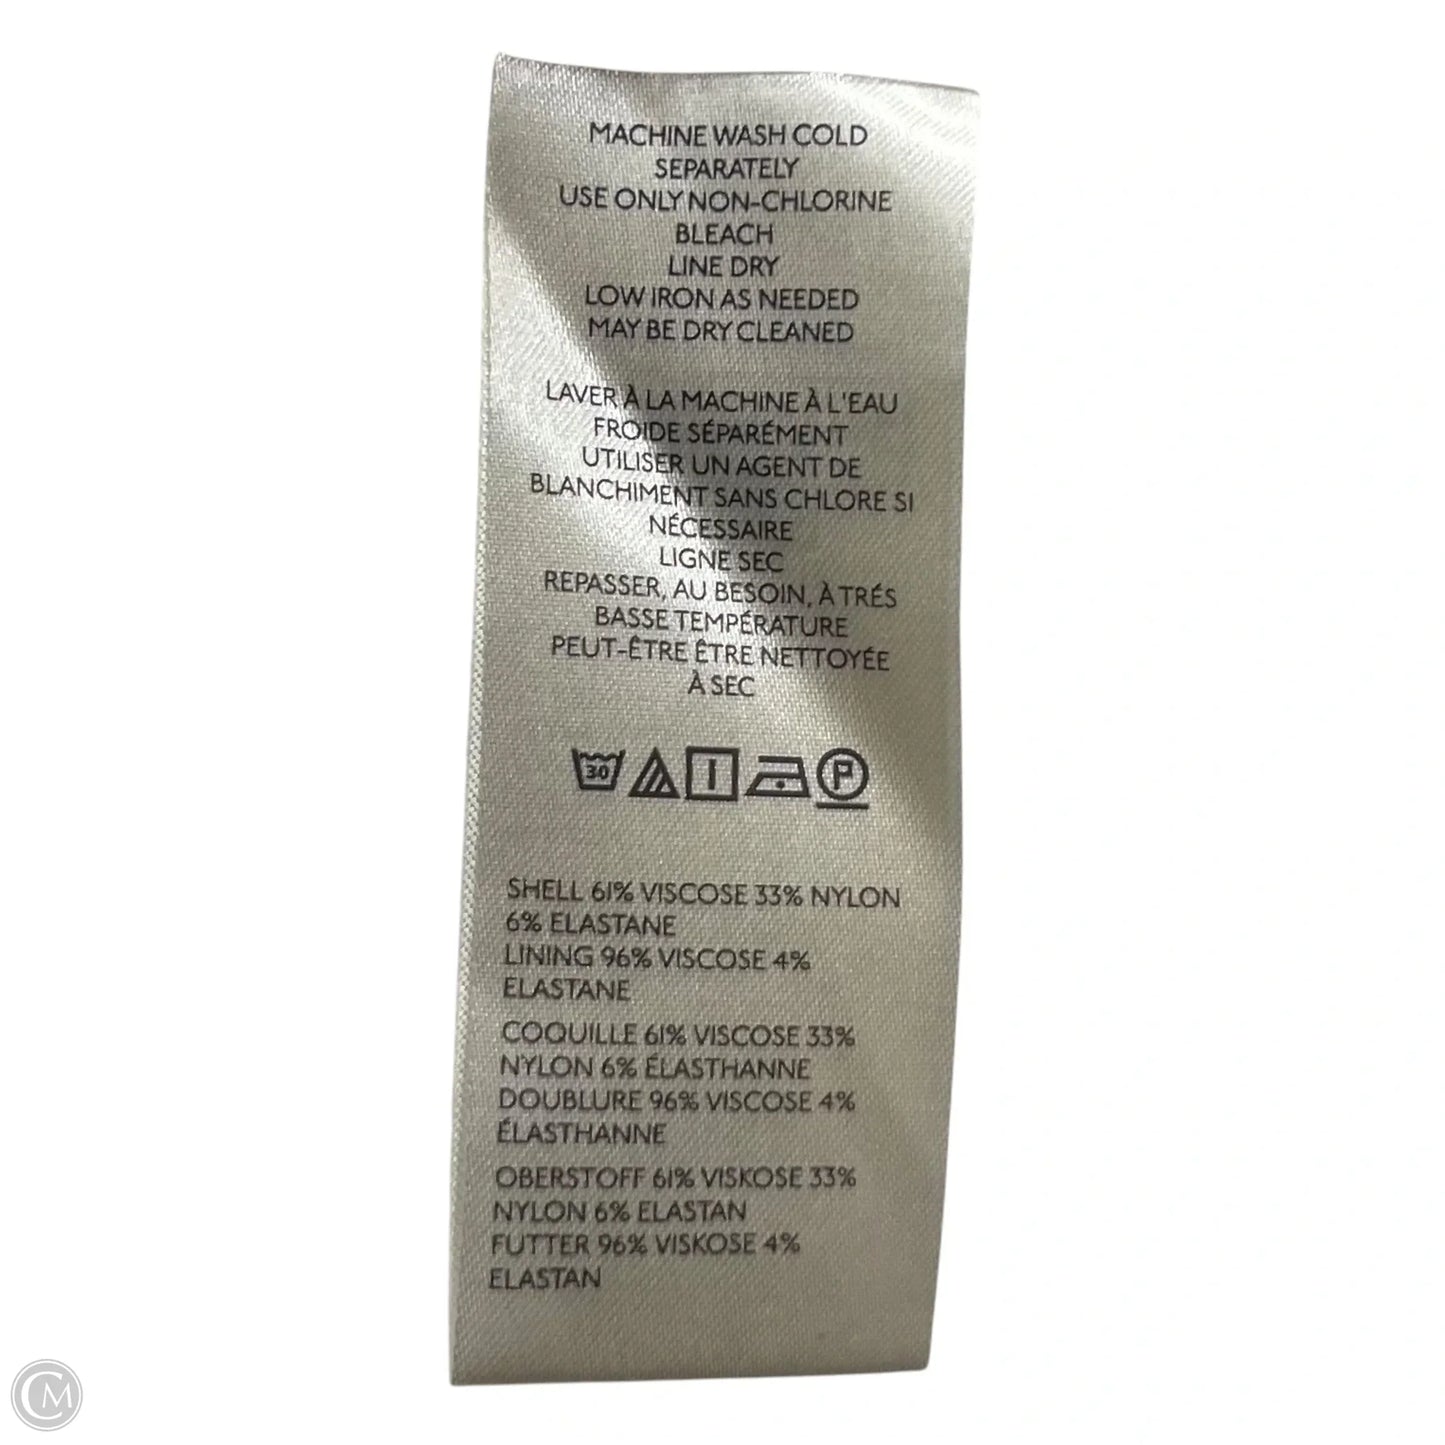 MACHINE WASH COLD
SEPARATELY
USE ONLY NON-CHLORINE
BLEACH
LINE DRY
LOW IRON AS NEEDED
MAY BE DRY CLEANED
LAVER À LA MACHINE À L'EAU
FROIDE SÉPARÉMENT
UTILISER UN AGENT DE
BLANCHIMENT SANS CHLORE SI
NÉCESSAIRE
LIGNE SEC
REPASSER, AU BESOIN, À TRÉS
BASSE TEMPÉRATURE
PEUT-ÊTRE ÊTRE NETTOYÉE
À SEC
30 P
SHELL 61% VISCOSE 33% NYLON
6% ELASTANE
LINING 96% VISCOSE 4%
ELASTANE
COQUILLE 61% VISCOSE 33%
NYLON 6% ÉLASTHANNE
DOUBLURE 96% VISCOSE 4%
ÉLASTHANNE
OBERSTOFF 61% VISKOSE 33%
NYLON 6% ELASTAN
FUTTER 96% VISKOSE 4%
ELASTAN
CM